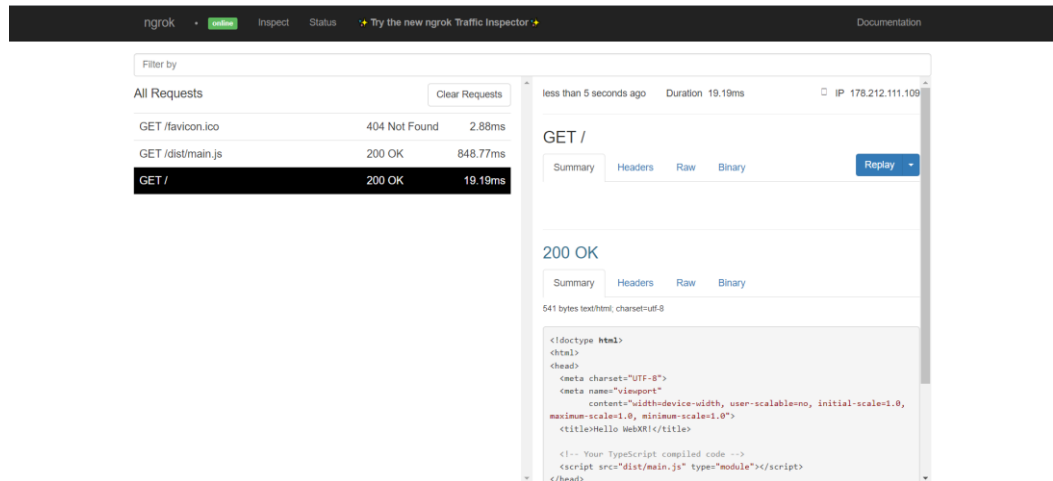 ngrok online Inspect Status ✨ Try the new ngrok Traffic Inspector ✨ Documentation
Filter by
All Requests Clear Requests
GET /favicon.ico 404 Not Found 2.88ms
GET /dist/main.js 200 OK 848.77ms
GET / 200 OK 19.19ms
less than 5 seconds ago Duration 19.19ms IP 178.212.111.109
GET /
Summary Headers Raw Binary Replay
200 OK
Summary Headers Raw Binary
541 bytes text/html; charset=utf-8
<!doctype html>
<html>
<head>
<meta charset="UTF-8">
<meta name="viewport"
content="width=device-width, user-scalable=no, initial-scale=1.0,
maximum-scale=1.0, minimum-scale=1.0">
<title>Hello WebXR!</title>
<!-- Your TypeScript compiled code -->
<script src="dist/main.js" type="module"></script>
</head>